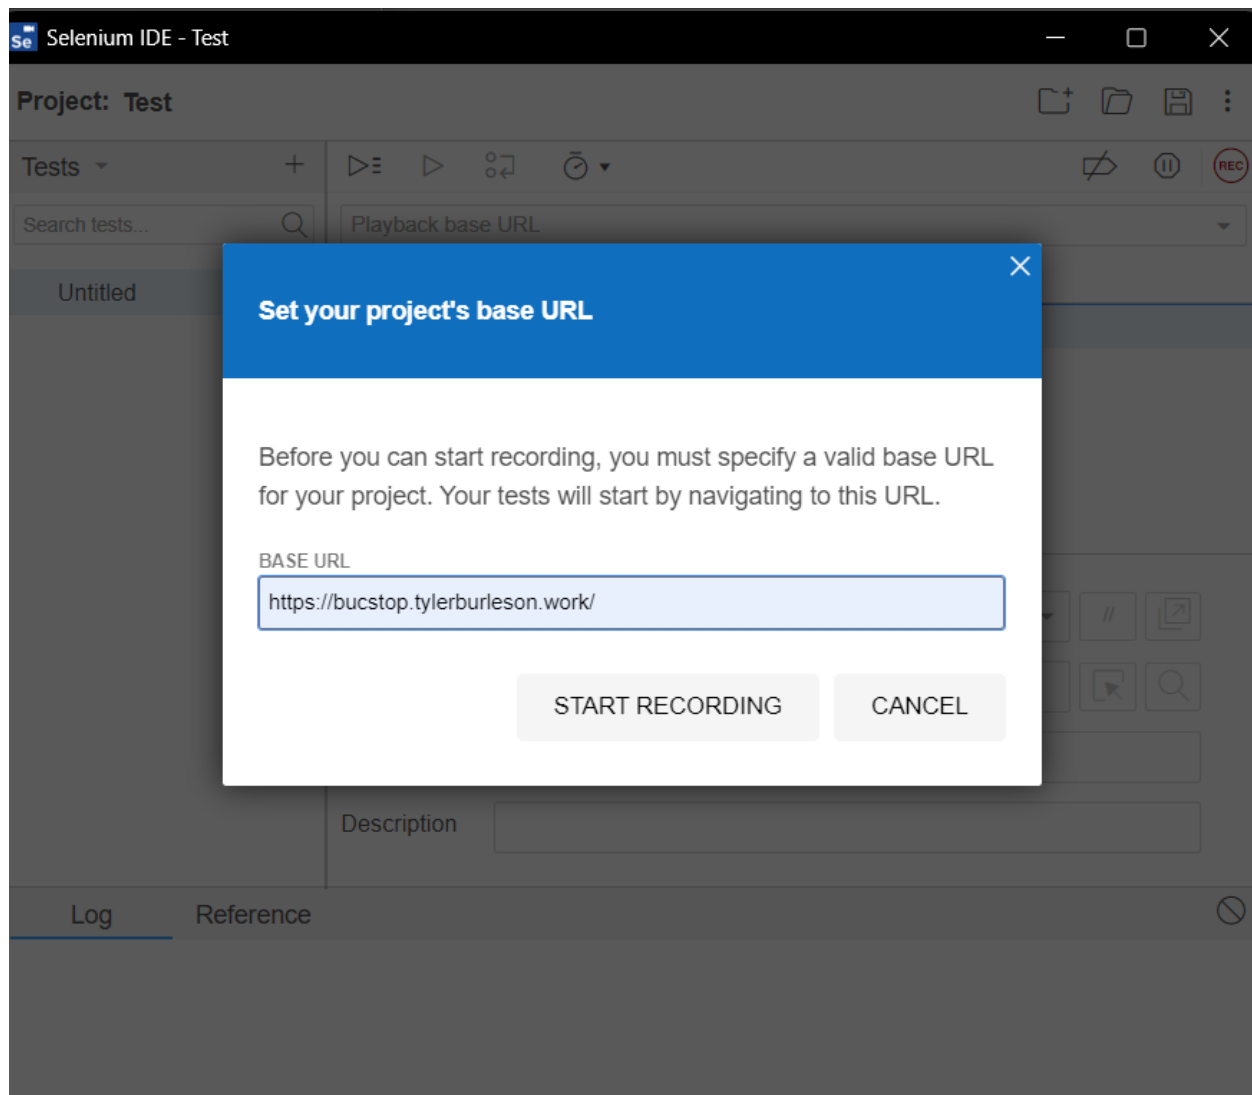 Se Selenium IDE - Test
Project: Test
Tests
REC
Search tests...
Playback base URL
Untitled
Set your project's base URL
Before you can start recording, you must specify a valid base URL
for your project. Your tests will start by navigating to this URL.
BASE URL
https://bucstop.tylerburleson.work/
//
START RECORDING CANCEL
Description
Log Reference